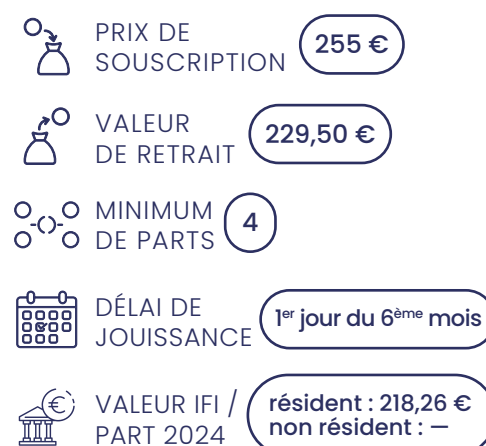 PRIX DE
SOUSCRIPTION
255 €
VALEUR
DE RETRAIT
229,50 €
MINIMUM
DE PARTS
4
DÉLAI DE
JOUISSANCE
1er jour du 6ème mois
VALEUR IFI /
PART 2024
résident : 218,26 €
non résident : —